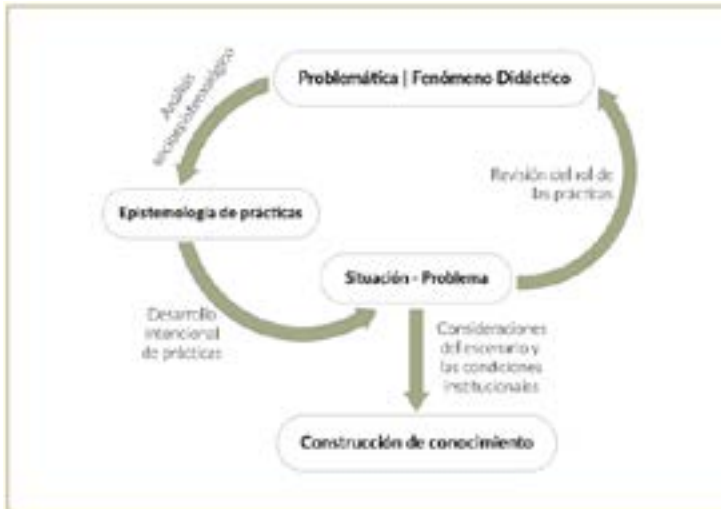 Problemática | Fenómeno Didáctico
Análisis
socioepistemológico
Epistemología de prácticas
Revisión del rol de
las prácticas
Situación - Problema
Desarrollo
intencional
de prácticas
Consideraciones
del escenario y
las condiciones
institucionales
Construcción de conocimiento